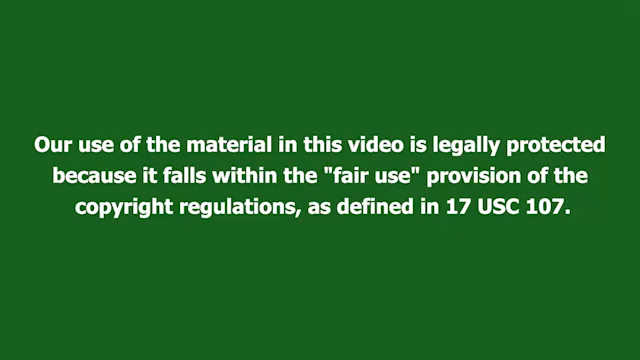 Our use of the material in this video is legally protected
because it falls within the "fair use" provision of the
copyright regulations, as defined in 17 USC 107.